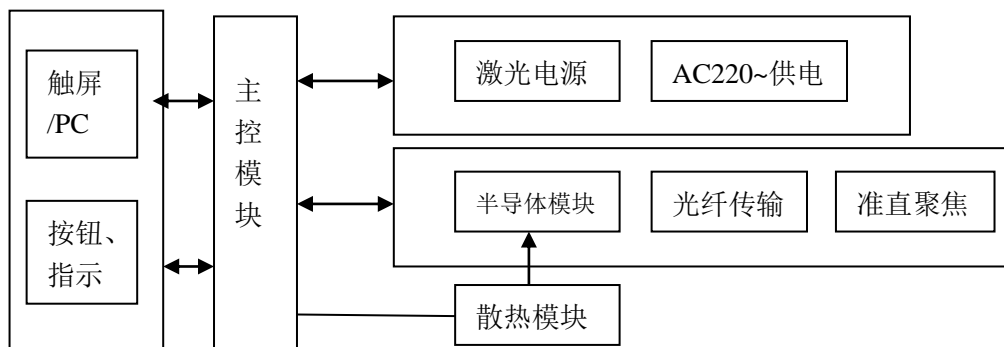 触屏
/PC
按钮、
指示
主
控
模
块
激光电源
AC220~供电
半导体模块
光纤传输
准直聚焦
散热模块